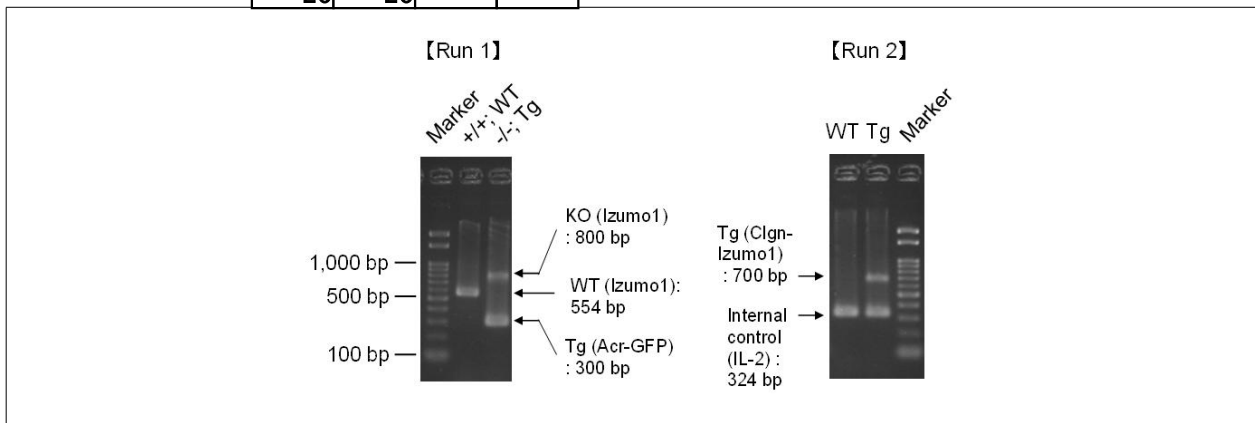 【Run 1】
【Run 2】
Marker
+/+; WT
-/-; Tg
1,000 bp
500 bp
100 bp
KO (Izumo1)
: 800 bp
WT (Izumo1):
554 bp
Tg (Acr-GFP)
: 300 bp
WT Tg
Marker
Tg (Clgn-
Izumo1)
: 700 bp
Internal
control
(IL-2) :
324 bp